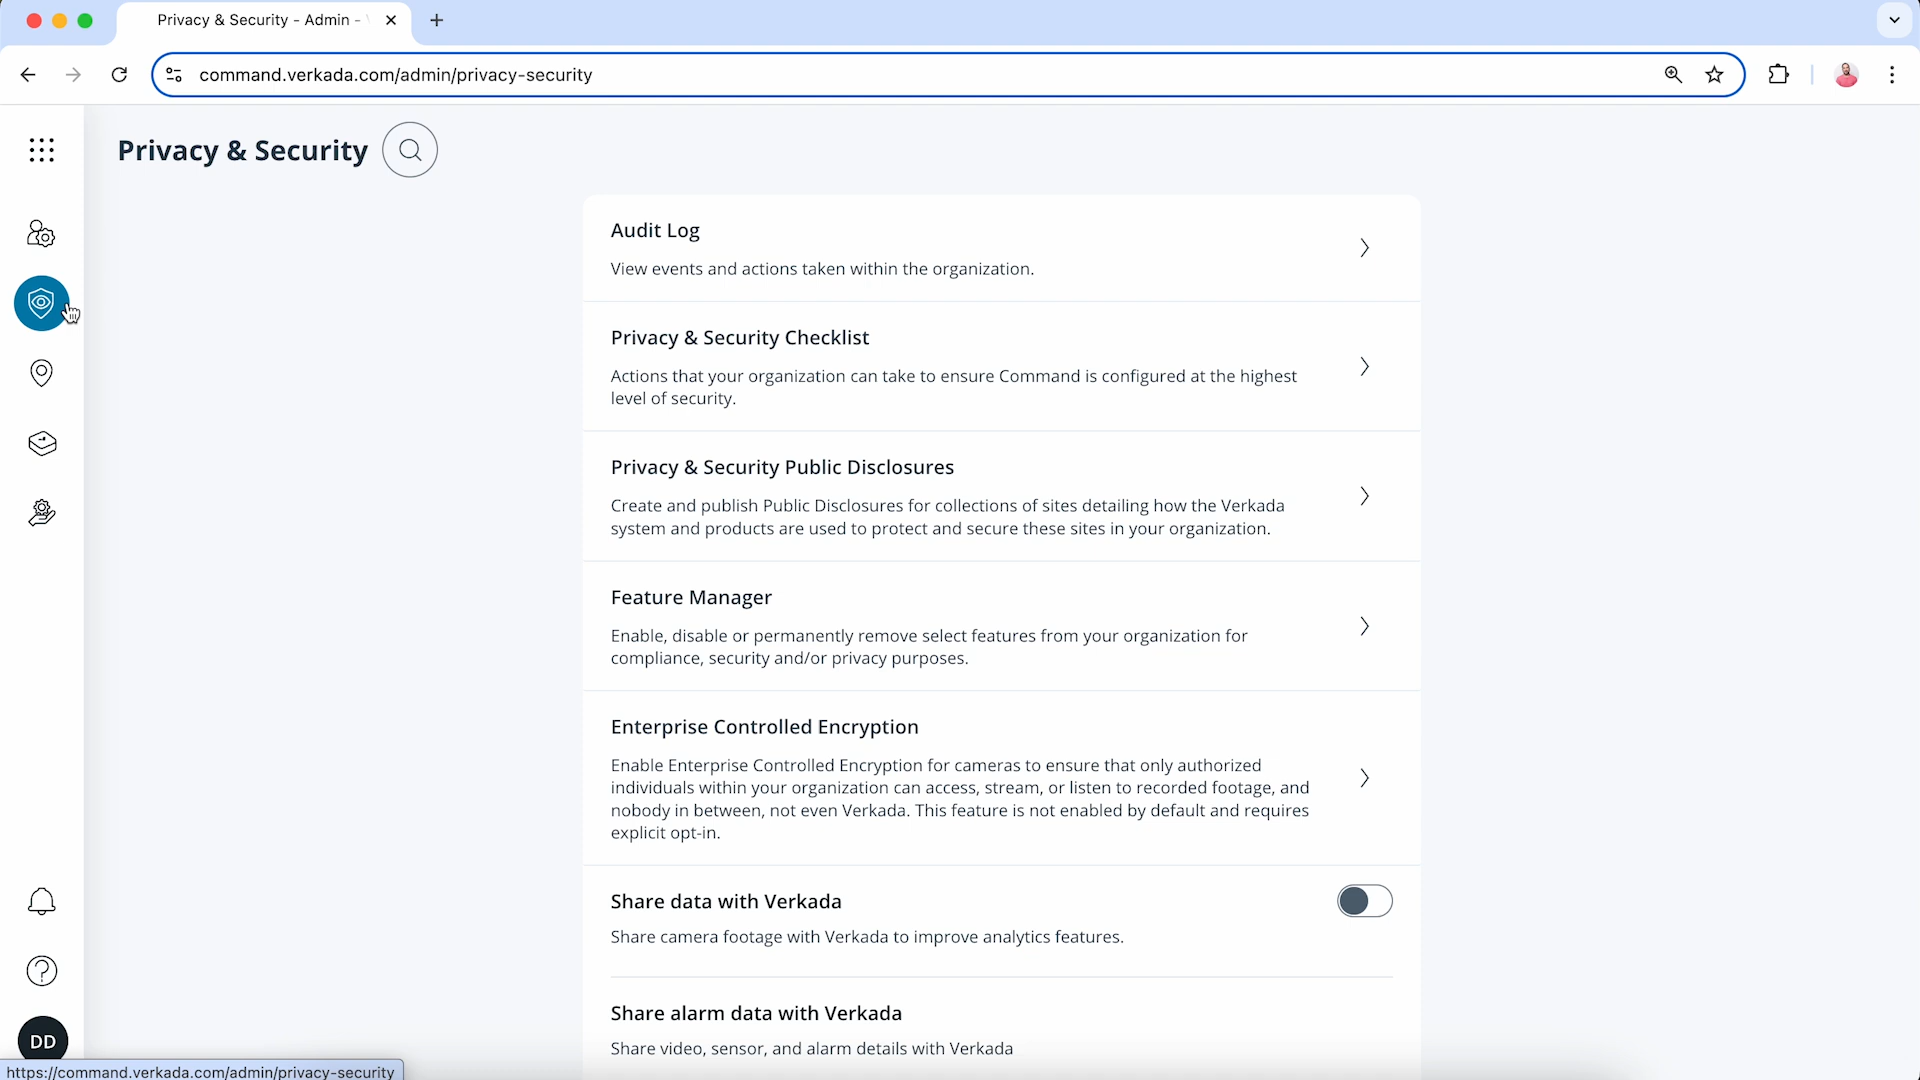 Privacy & Security - Admin -
command.verkada.com/admin/privacy-security
Privacy & Security
Audit Log
View events and actions taken within the organization.
Privacy & Security Checklist
Actions that your organization can take to ensure Command is configured at the highest
level of security.
Privacy & Security Public Disclosures
Create and publish Public Disclosures for collections of sites detailing how the Verkada
system and products are used to protect and secure these sites in your organization.
Feature Manager
Enable, disable or permanently remove select features from your organization for
compliance, security and/or privacy purposes.
Enterprise Controlled Encryption
Enable Enterprise Controlled Encryption for cameras to ensure that only authorized
individuals within your organization can access, stream, or listen to recorded footage, and
nobody in between, not even Verkada. This feature is not enabled by default and requires
explicit opt-in.
Share data with Verkada
Share camera footage with Verkada to improve analytics features.
Share alarm data with Verkada
Share video, sensor, and alarm details with Verkada
DD
https://command.verkada.com/admin/privacy-security